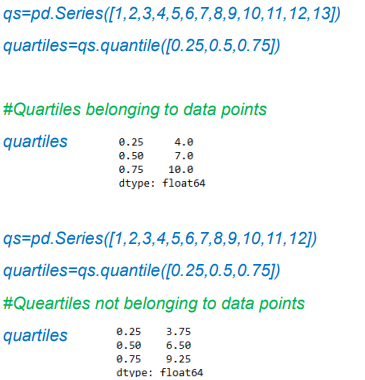 qs=pd.Series([1,2,3,4,5,6,7,8,9,10,11,12,13])
quartiles=qs.quantile([0.25,0.5,0.75])
#Quartiles belonging to data points
quartiles
0.25 4.0
0.50 7.0
0.75 10.0
dtype: float64
qs=pd.Series([1,2,3,4,5,6,7,8,9,10,11,12])
quartiles=qs.quantile([0.25,0.5,0.75])
#Queartiles not belonging to data points
quartiles
0.25 3.75
0.50 6.50
0.75 9.25
dtype: float64